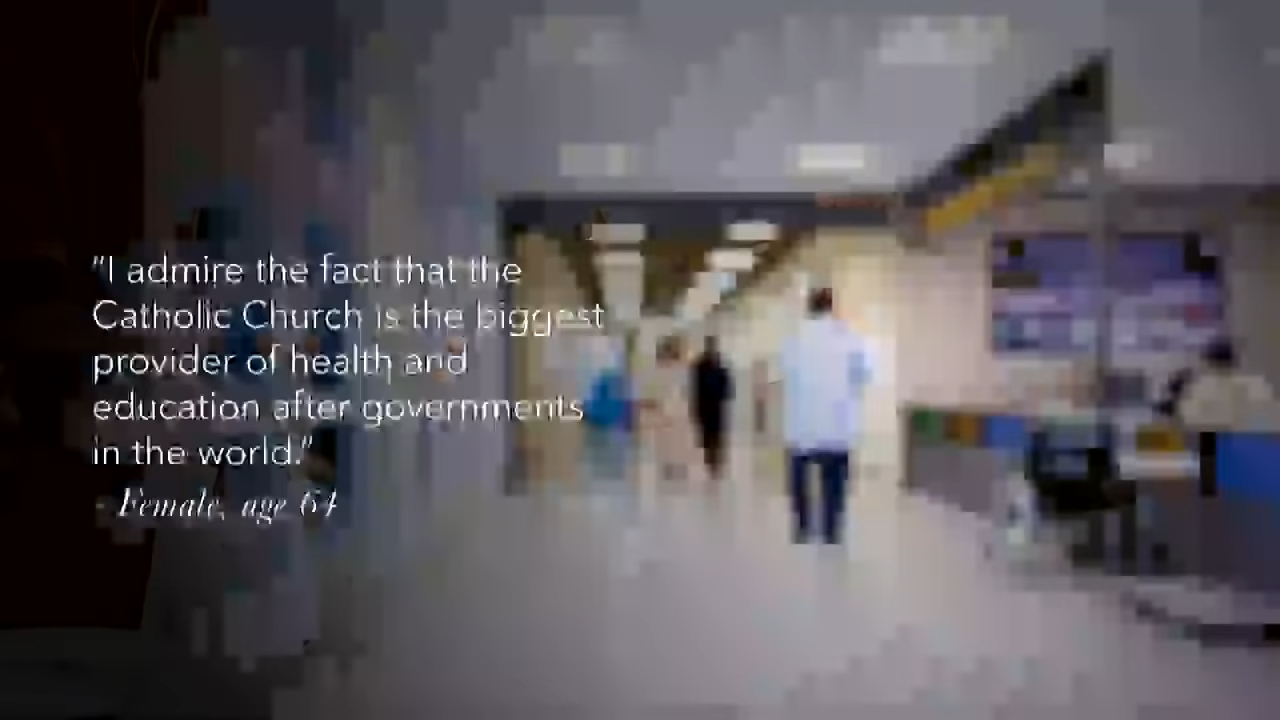 “I admire the fact that the
Catholic Church is the biggest
provider of health and
education after governments
in the world.”
- Female, age 64